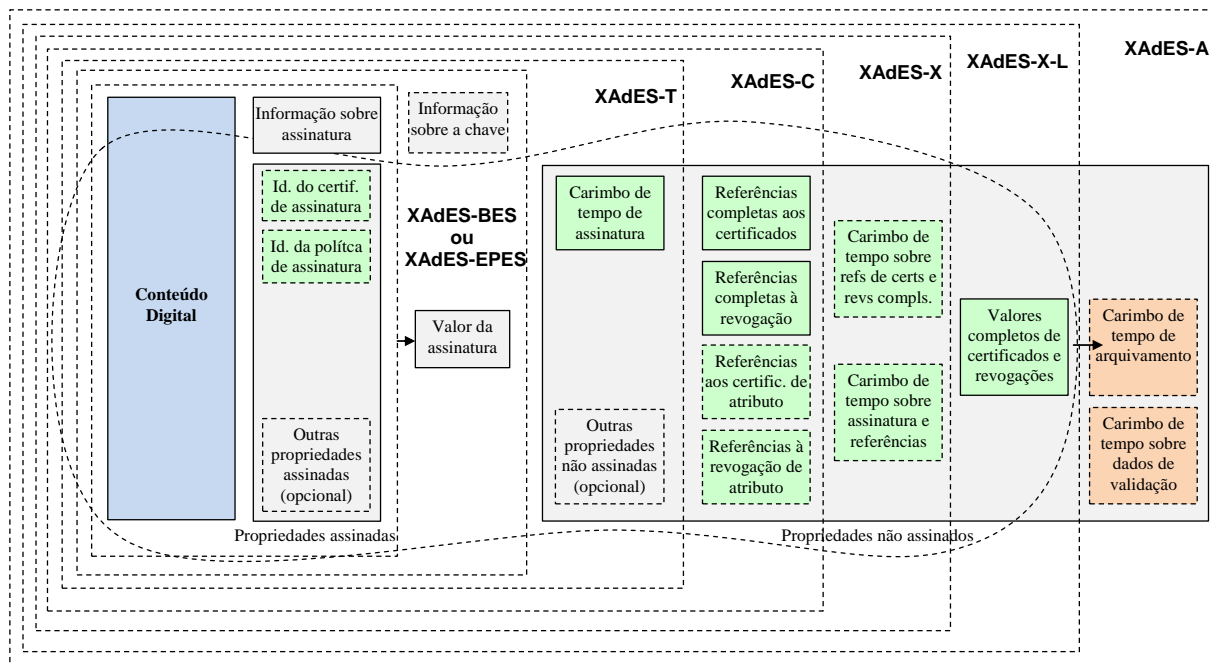 XAdES-A
XAdES-X-L
XAdES-X
XAdES-C
XAdES-T
Informação sobre
assinatura
Informação
sobre a chave
Id. do certif.
de assinatura
Id. da polítca
de assinatura
XAdES-BES
ou
XAdES-EPES
Conteúdo
Digital
Valor da
assinatura
Outras
propriedades
assinadas
(opcional)
Propriedades assinadas
Carimbo de
tempo de
assinatura
Outras
propriedades
não assinadas
(opcional)
Referências
completas aos
certificados
Referências
completas à
revogação
Referências
aos certific. de
atributo
Referências à
revogação de
atributo
Carimbo de
tempo sobre
refs de certs e
revs compls.
Carimbo de
tempo sobre
assinatura e
referências
Valores
completos de
certificados e
revogações
Carimbo de
tempo de
arquivamento
Carimbo de
tempo sobre
dados de
validação
Propriedades não assinados